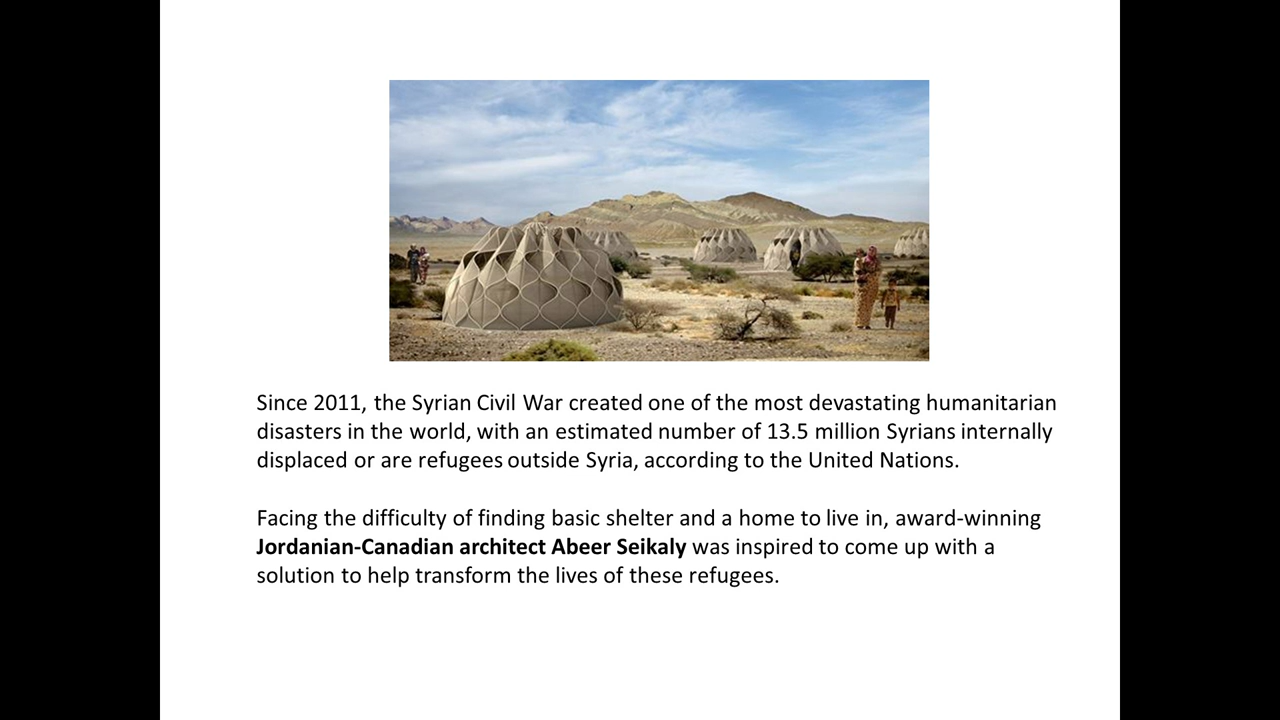 Since 2011, the Syrian Civil War created one of the most devastating humanitarian
disasters in the world, with an estimated number of 13.5 million Syrians internally
displaced or are refugees outside Syria, according to the United Nations.
Facing the difficulty of finding basic shelter and a home to live in, award-winning
Jordanian-Canadian architect Abeer Seikaly was inspired to come up with a
solution to help transform the lives of these refugees.